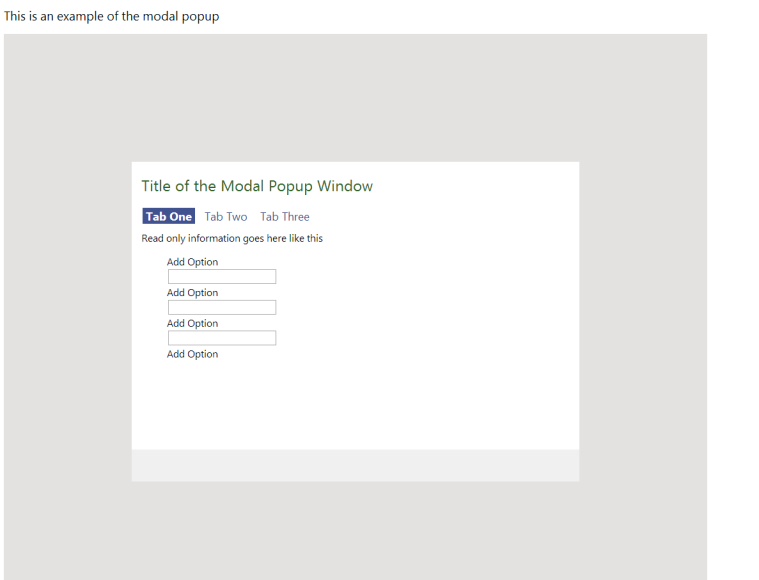 This is an example of the modal popup
Title of the Modal Popup Window
Tab One Tab Two Tab Three
Read only information goes here like this
Add Option
Add Option
Add Option
Add Option